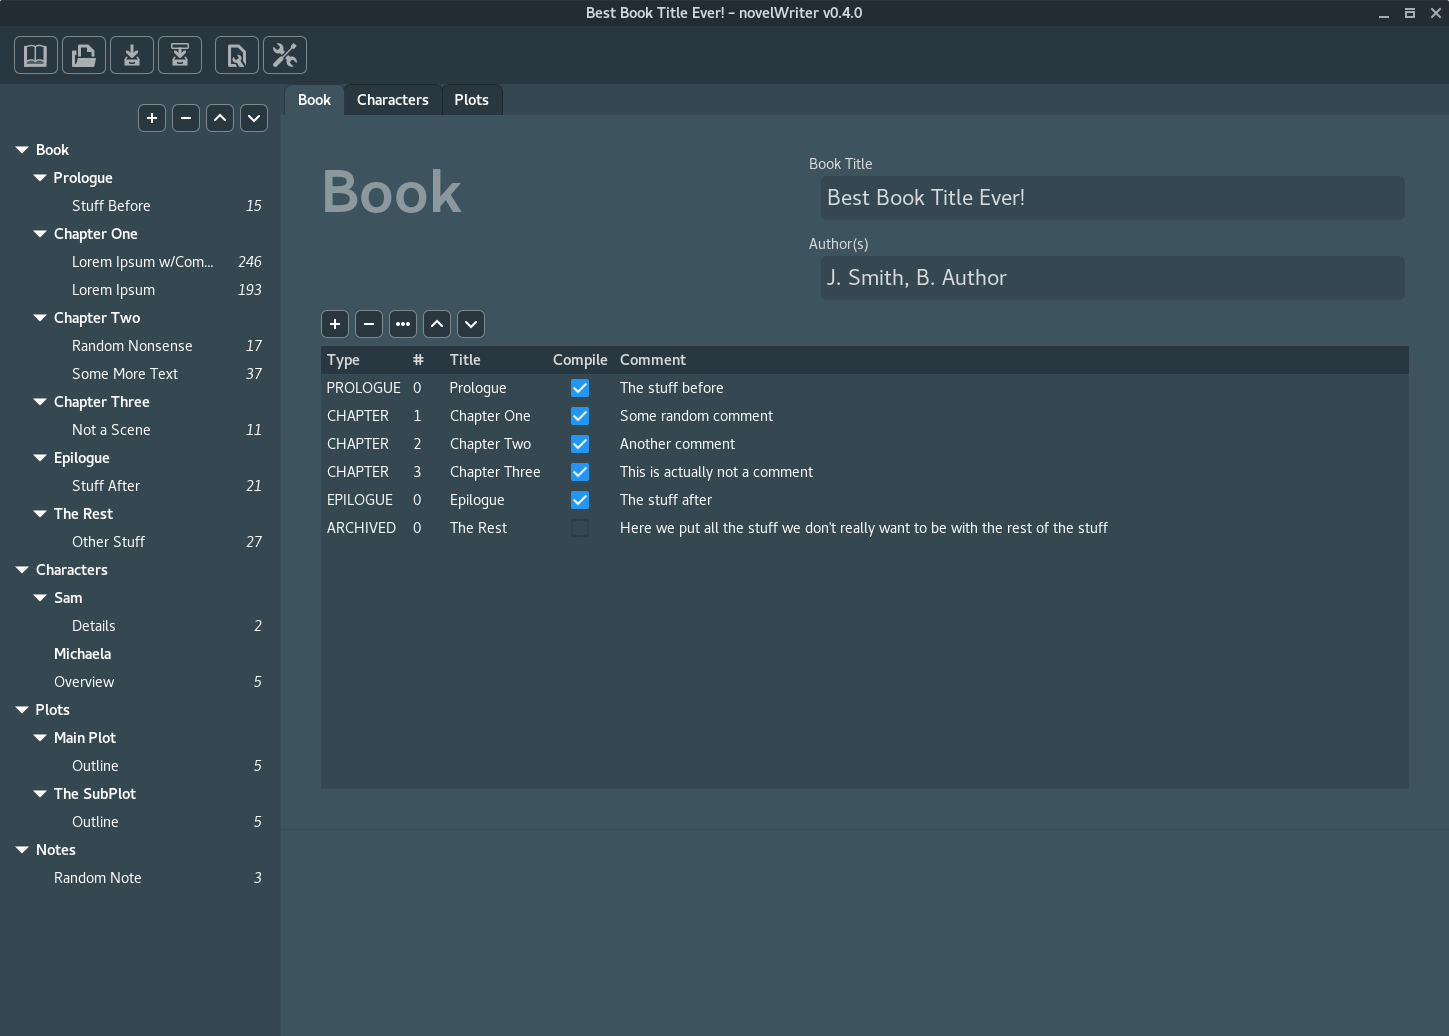 Best Book Title Ever! – novelWriter v0.4.0
Book
Prologue
Stuff Before 15
Chapter One
Lorem Ipsum w/Com... 246
Lorem Ipsum 193
Chapter Two
Random Nonsense 17
Some More Text 37
Chapter Three
Not a Scene 11
Epilogue
Stuff After 21
The Rest
Other Stuff 27
Characters
Sam
Details 2
Michaela
Overview 5
Plots
Main Plot
Outline 5
The SubPlot
Outline 5
Notes
Random Note 3
Book Characters Plots
Book
Book Title
Best Book Title Ever!
Author(s)
J. Smith, B. Author
Type # Title Compile Comment
PROLOGUE 0 Prologue The stuff before
CHAPTER 1 Chapter One Some random comment
CHAPTER 2 Chapter Two Another comment
CHAPTER 3 Chapter Three This is actually not a comment
EPILOGUE 0 Epilogue The stuff after
ARCHIVED 0 The Rest Here we put all the stuff we don't really want to be with the rest of the stuff